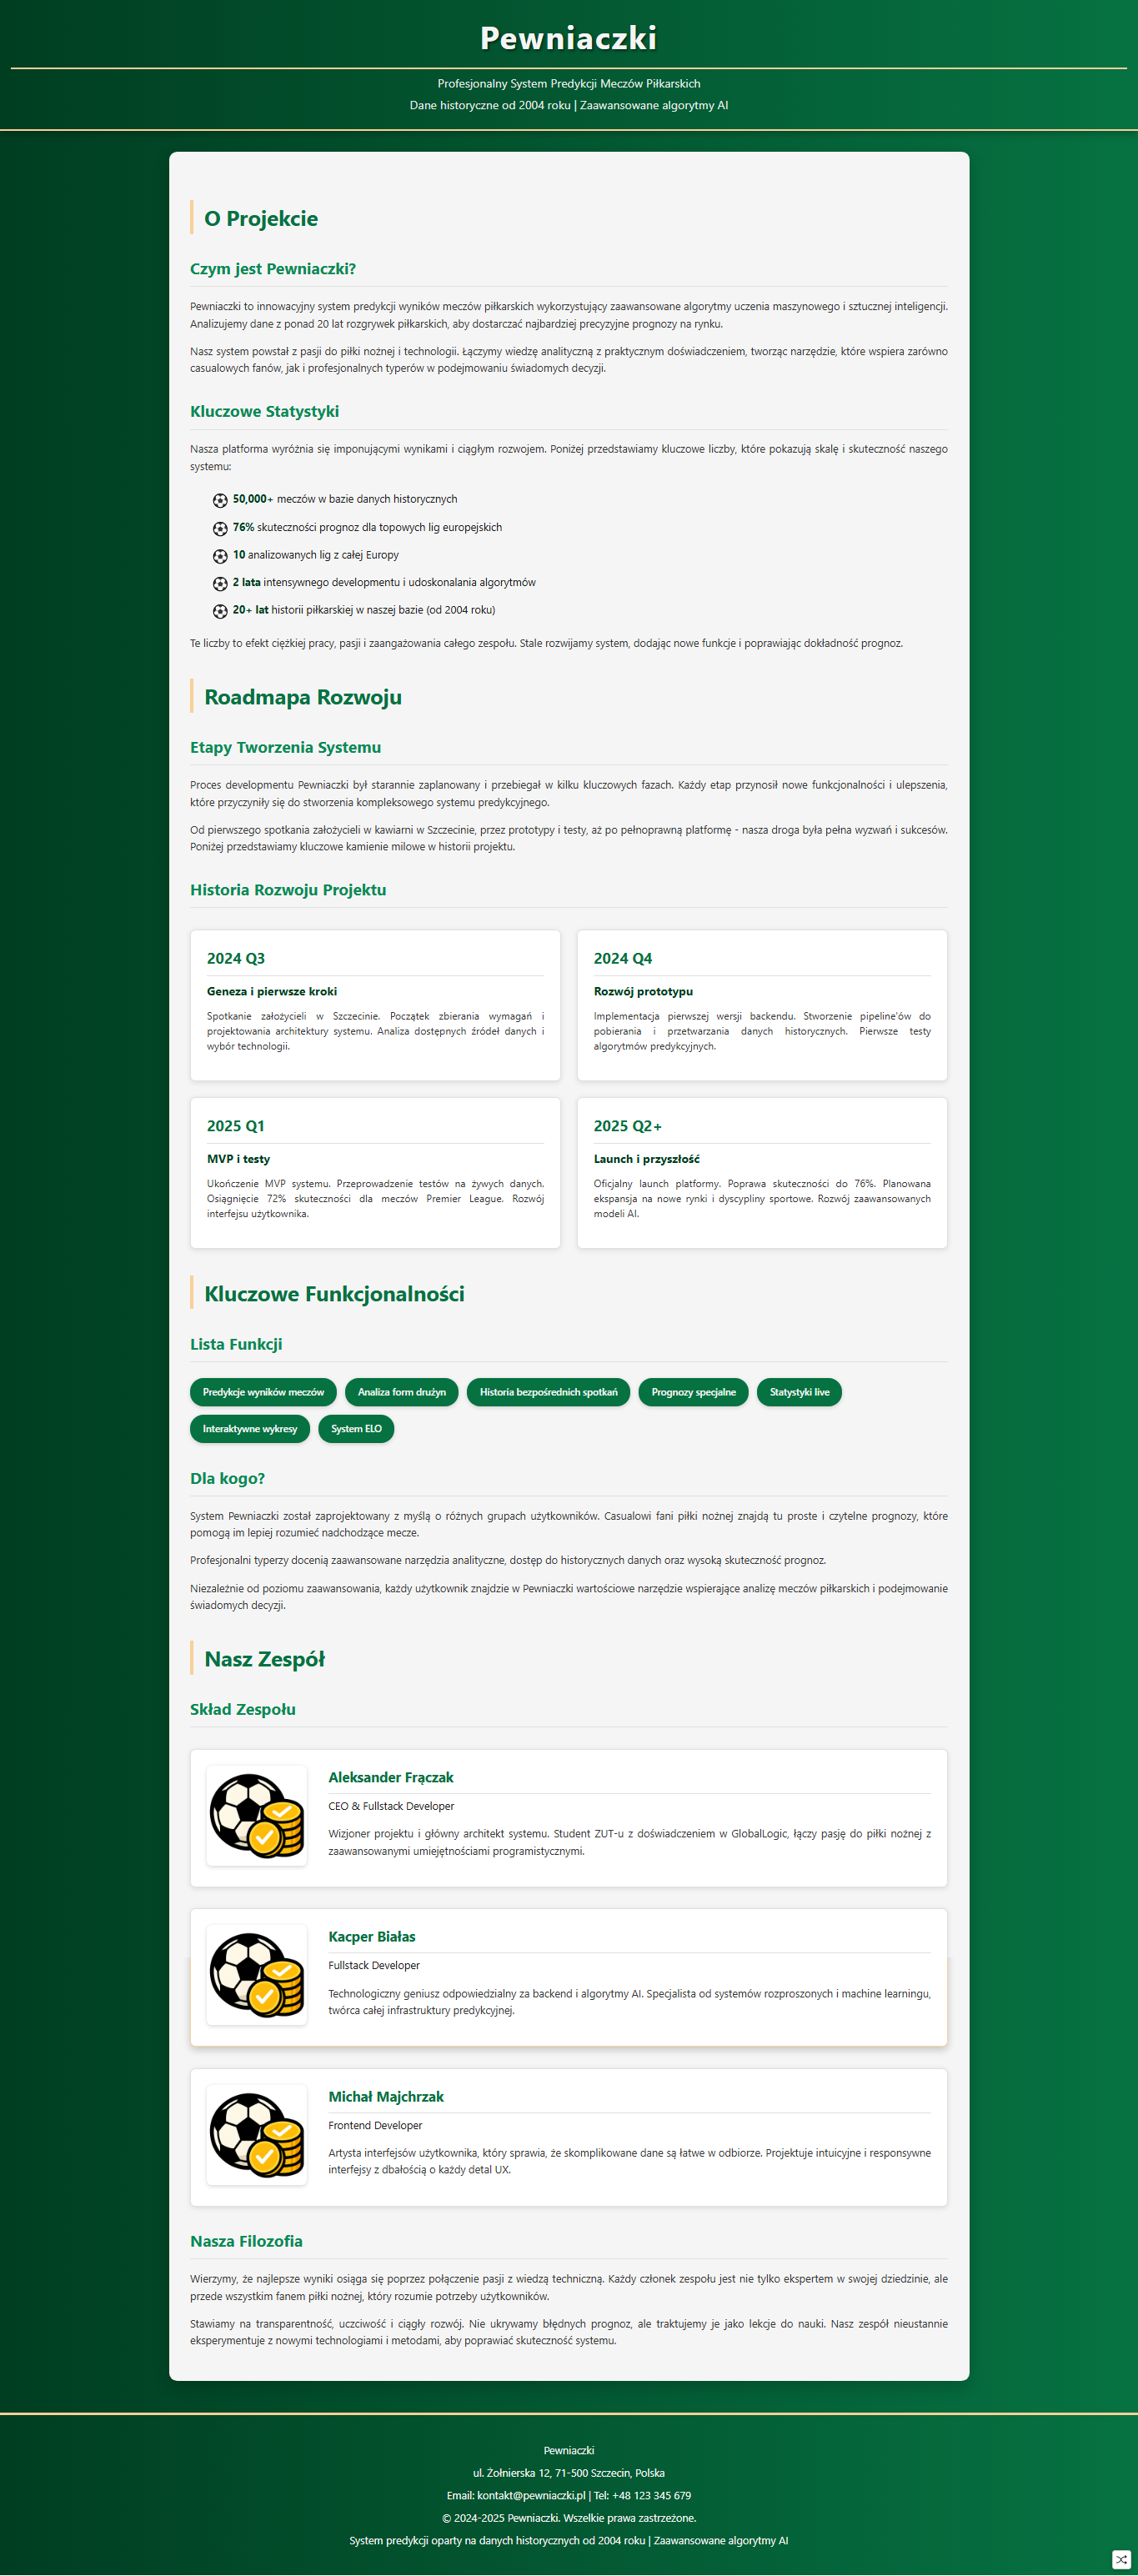 Pewniaczki
Profesjonalny System Predykcji Meczów Piłkarskich
Dane historyczne od 2004 roku | Zaawansowane algorytmy AI
O Projekcie
Czym jest Pewniaczki?
Pewniaczki to innowacyjny system predykcji wyników meczów piłkarskich wykorzystujący zaawansowane algorytmy uczenia maszynowego i sztucznej inteligencji.
Analizujemy dane z ponad 20 lat rozgrywek piłkarskich, aby dostarczać najbardziej precyzyjne prognozy na rynku.
Nasz system powstał z pasji do piłki nożnej i technologii. Łączymy wiedzę analityczną z praktycznym doświadczeniem, tworząc narzędzie, które wspiera zarówno
casualowych fanów, jak i profesjonalnych typerów w podejmowaniu świadomych decyzji.
Kluczowe Statystyki
Nasza platforma wyróżnia się imponującymi wynikami i ciągłym rozwojem. Poniżej przedstawiamy kluczowe liczby, które pokazują skalę i skuteczność naszego
systemu:
50,000+ meczów w bazie danych historycznych
76% skuteczności prognoz dla topowych lig europejskich
10 analizowanych lig z całej Europy
2 lata intensywnego developmentu i udoskonalania algorytmów
20+ lat historii piłkarskiej w naszej bazie (od 2004 roku)
Te liczby to efekt ciężkiej pracy, pasji i zaangażowania całego zespołu. Stale rozwijamy system, dodając nowe funkcje i poprawiając dokładność prognoz.
Roadmapa Rozwoju
Etapy Tworzenia Systemu
Proces developmentu Pewniaczki był starannie zaplanowany i przebiegał w kilku kluczowych fazach. Każdy etap przynosił nowe funkcjonalności i ulepszenia,
które przyczyniły się do stworzenia kompleksowego systemu predykcyjnego.
Od pierwszego spotkania założycieli w kawiarni w Szczecinie, przez prototypy i testy, aż po pełnoprawną platformę - nasza droga była pełna wyzwań i sukcesów.
Poniżej przedstawiamy kluczowe kamienie milowe w historii projektu.
Historia Rozwoju Projektu
2024 Q3
Geneza i pierwsze kroki
Spotkanie założycieli w Szczecinie. Początek zbierania wymagań i
projektowania architektury systemu. Analiza dostępnych źródeł danych i
wybór technologii.
2024 Q4
Rozwój prototypu
Implementacja pierwszej wersji backendu. Stworzenie pipeline'ów do
pobierania i przetwarzania danych historycznych. Pierwsze testy
algorytmów predykcyjnych.
2025 Q1
MVP i testy
Ukończenie MVP systemu. Przeprowadzenie testów na żywych danych.
Osiągnięcie 72% skuteczności dla meczów Premier League. Rozwój
interfejsu użytkownika.
2025 Q2+
Launch i przyszłość
Oficjalny launch platformy. Poprawa skuteczności do 76%. Planowana
ekspansja na nowe rynki i dyscypliny sportowe. Rozwój zaawansowanych
modeli AI.
Kluczowe Funkcjonalności
Lista Funkcji
Predykcje wyników meczów
Analiza form drużyn
Historia bezpośrednich spotkań
Prognozy specjalne
Statystyki live
Interaktywne wykresy
System ELO
Dla kogo?
System Pewniaczki został zaprojektowany z myślą o różnych grupach użytkowników. Casualowi fani piłki nożnej znajdą tu proste i czytelne prognozy, które
pomogą im lepiej rozumieć nadchodzące mecze.
Profesjonalni typerzy docenią zaawansowane narzędzia analityczne, dostęp do historycznych danych oraz wysoką skuteczność prognoz.
Niezależnie od poziomu zaawansowania, każdy użytkownik znajdzie w Pewniaczki wartościowe narzędzie wspierające analizę meczów piłkarskich i podejmowanie
świadomych decyzji.
Nasz Zespół
Skład Zespołu
Aleksander Frączak
CEO & Fullstack Developer
Wizjoner projektu i główny architekt systemu. Student ZUT-u z doświadczeniem w GlobalLogic, łączy pasję do piłki nożnej z
zaawansowanymi umiejętnościami programistycznymi.
Kacper Białas
Fullstack Developer
Technologiczny geniusz odpowiedzialny za backend i algorytmy AI. Specjalista od systemów rozproszonych i machine learningu,
twórca całej infrastruktury predykcyjnej.
Michał Majchrzak
Frontend Developer
Artysta interfejsów użytkownika, który sprawia, że skomplikowane dane są łatwe w odbiorze. Projektuje intuicyjne i responsywne
interfejsy z dbałością o każdy detal UX.
Nasza Filozofia
Wierzymy, że najlepsze wyniki osiąga się poprzez połączenie pasji z wiedzą techniczną. Każdy członek zespołu jest nie tylko ekspertem w swojej dziedzinie, ale
przede wszystkim fanem piłki nożnej, który rozumie potrzeby użytkowników.
Stawiamy na transparentność, uczciwość i ciągły rozwój. Nie ukrywamy błędnych prognoz, ale traktujemy je jako lekcje do nauki. Nasz zespół nieustannie
eksperymentuje z nowymi technologiami i metodami, aby poprawiać skuteczność systemu.
Pewniaczki
ul. Żołnierska 12, 71-500 Szczecin, Polska
Email: kontakt@pewniaczki.pl | Tel: +48 123 345 679
© 2024-2025 Pewniaczki. Wszelkie prawa zastrzeżone.
System predykcji oparty na danych historycznych od 2004 roku | Zaawansowane algorytmy AI